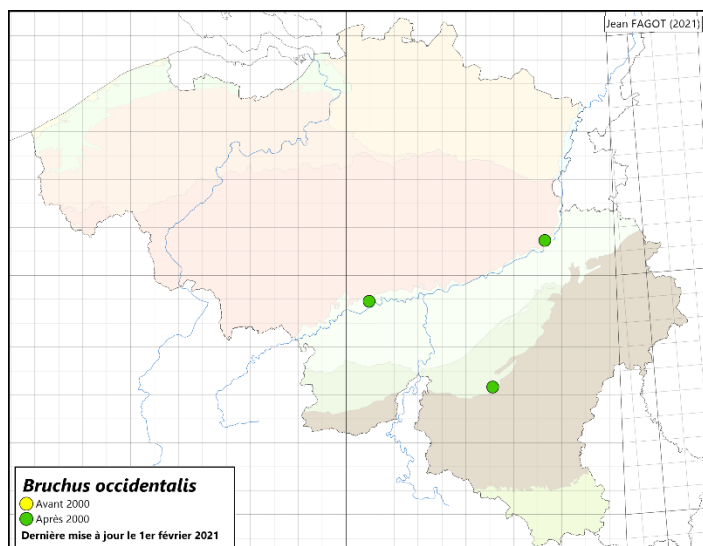 Jean FAGOT (2021)
Bruchus occidentalis
Avant 2000
Après 2000
Dernière mise à jour le 1er février 2021